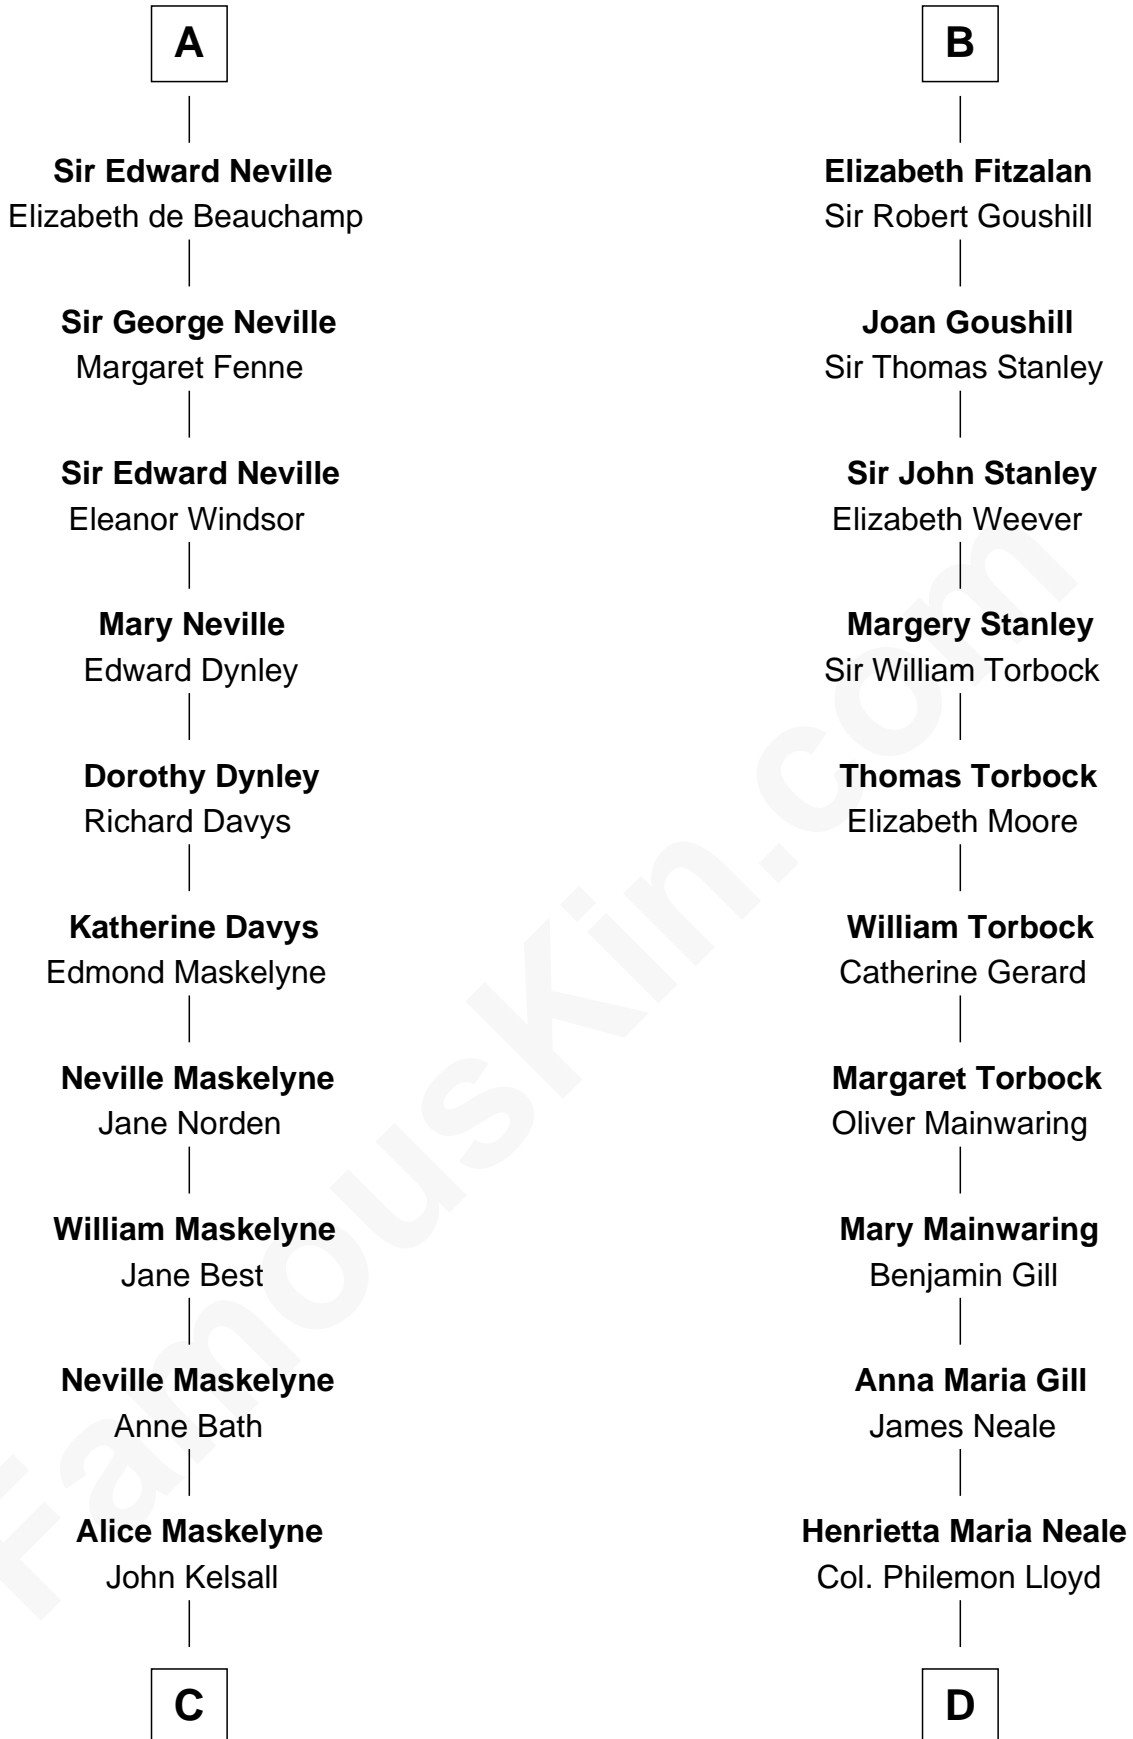 A
Sir Edward Neville
Elizabeth de Beauchamp
Sir George Neville
Margaret Fenne
Sir Edward Neville
Eleanor Windsor
Mary Neville
Edward Dynley
Dorothy Dynley
Richard Davys
Katherine Davys
Edmond Maskelyne
Neville Maskelyne
Jane Norden
William Maskelyne
Jane Best
Neville Maskelyne
Anne Bath
Alice Maskelyne
John Kelsall
C
B
Elizabeth Fitzalan
Sir Robert Goushill
Joan Goushill
Sir Thomas Stanley
Sir John Stanley
Elizabeth Weever
Margery Stanley
Sir William Torbock
Thomas Torbock
Elizabeth Moore
William Torbock
Catherine Gerard
Margaret Torbock
Oliver Mainwaring
Mary Mainwaring
Benjamin Gill
Anna Maria Gill
James Neale
Henrietta Maria Neale
Col. Philemon Lloyd
D
FamousKin.com